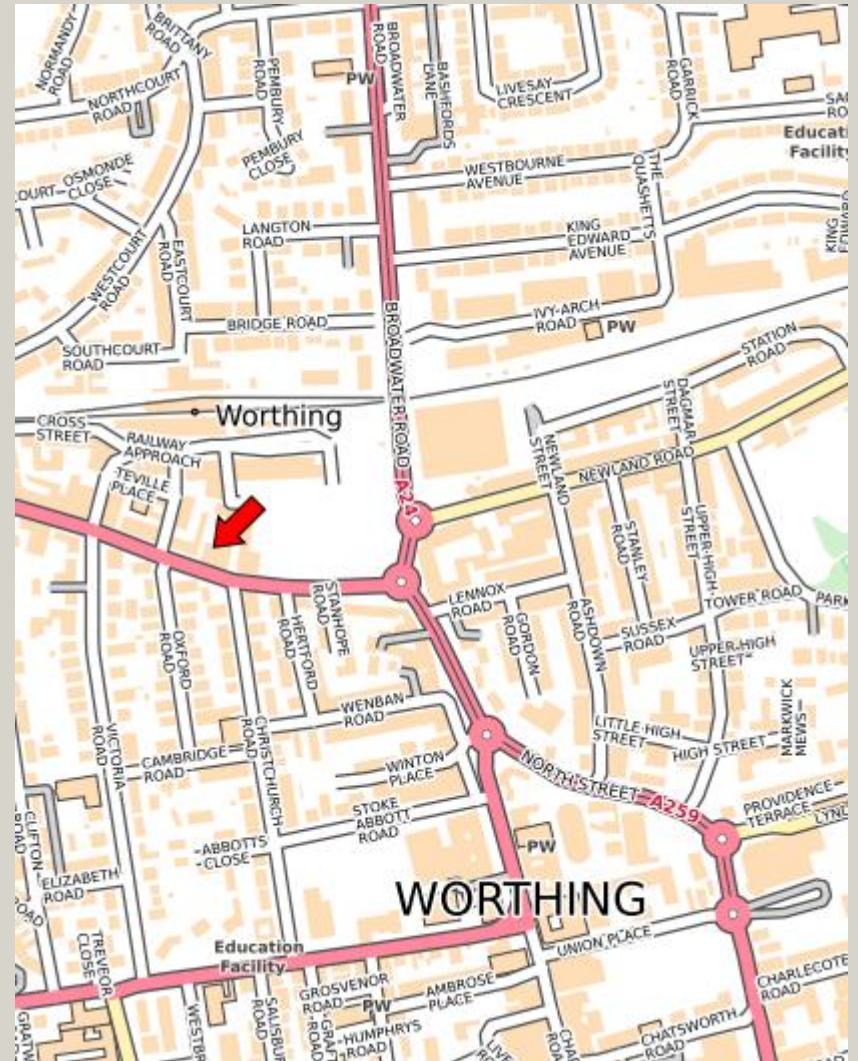 NORMANDY
ROAD
BRITTANY
ROAD
PEMBURY
ROAD
PW
BROADWATER
ROAD
BASHFORDS
LANE
LIVESAY
CRESCENT
GARRICK
ROAD
NORTHCOURT
ROAD
PEMBURY
CLOSE
WESTBOURNE
AVENUE
THE
QUASHETTS
Facility
OSMONDE
CLOSE
LANGTON
ROAD
KING
EDWARD
AVENUE
KING
WESTCOURT
ROAD
EASTCOURT
ROAD
BRIDGE ROAD
IVY-ARCH
ROAD
PW
BROADWATER ROAD
A24
SOUTHCOURT
ROAD
STATION
ROAD
CROSS
STREET
Worthing
DAGMAR
STREET
RAILWAY
APPROACH
TEVILLE
PLACE
NEWLAND
STREET
NEWLAND ROAD
STANLEY
ROAD
UPPER-HIGH
STREET
STANHOPE
ROAD
HERTFORD
ROAD
LENNOX
ROAD
GORDON
ROAD
ASHDOWN
ROAD
SUSSEX
ROAD
TOWER ROAD
PARK
UPPER-HIGH
STREET
OXFORD
ROAD
WENBAN
ROAD
MARKWICK
MEWS
LITTLE-HIGH
STREET
HIGH STREET
VICTORIA
ROAD
CHRISTCHURCH
ROAD
CAMBRIDGE
ROAD
WINTON
PLACE
NORTH STREET
A259
STOKE
ABBOTT
ROAD
PROVIDENCE
TERRACE
CLIFTON
ROAD
ABBOTTS
CLOSE
PW
ELIZABETH
ROAD
WORTHING
TREVEOR
CLOSE
Education
Facility
UNION PLACE
GROSVENOR
ROAD
PW
AMBROSE
PLACE
CHARLECOTE
ROAD
HUMPHRYS
ROAD
CHATSWORTH
ROAD